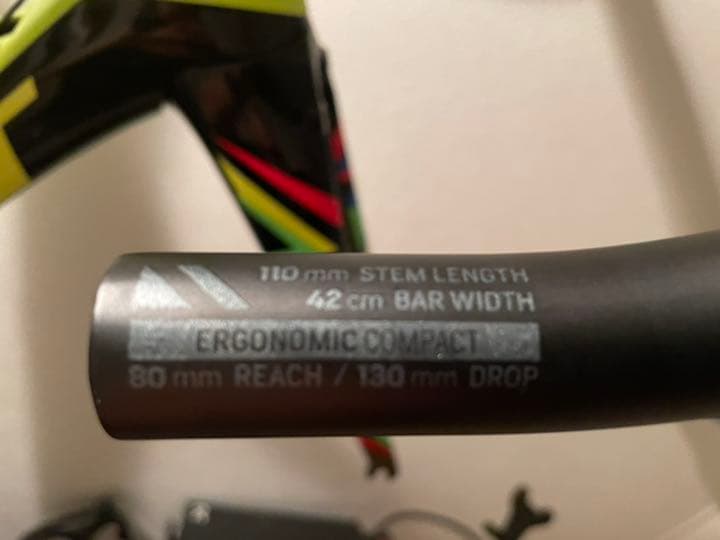 110 mm STEM LENGTH
42 cm BAR WIDTH
ERGONOMIC COMPACT
80 mm REACH / 130 mm DROP